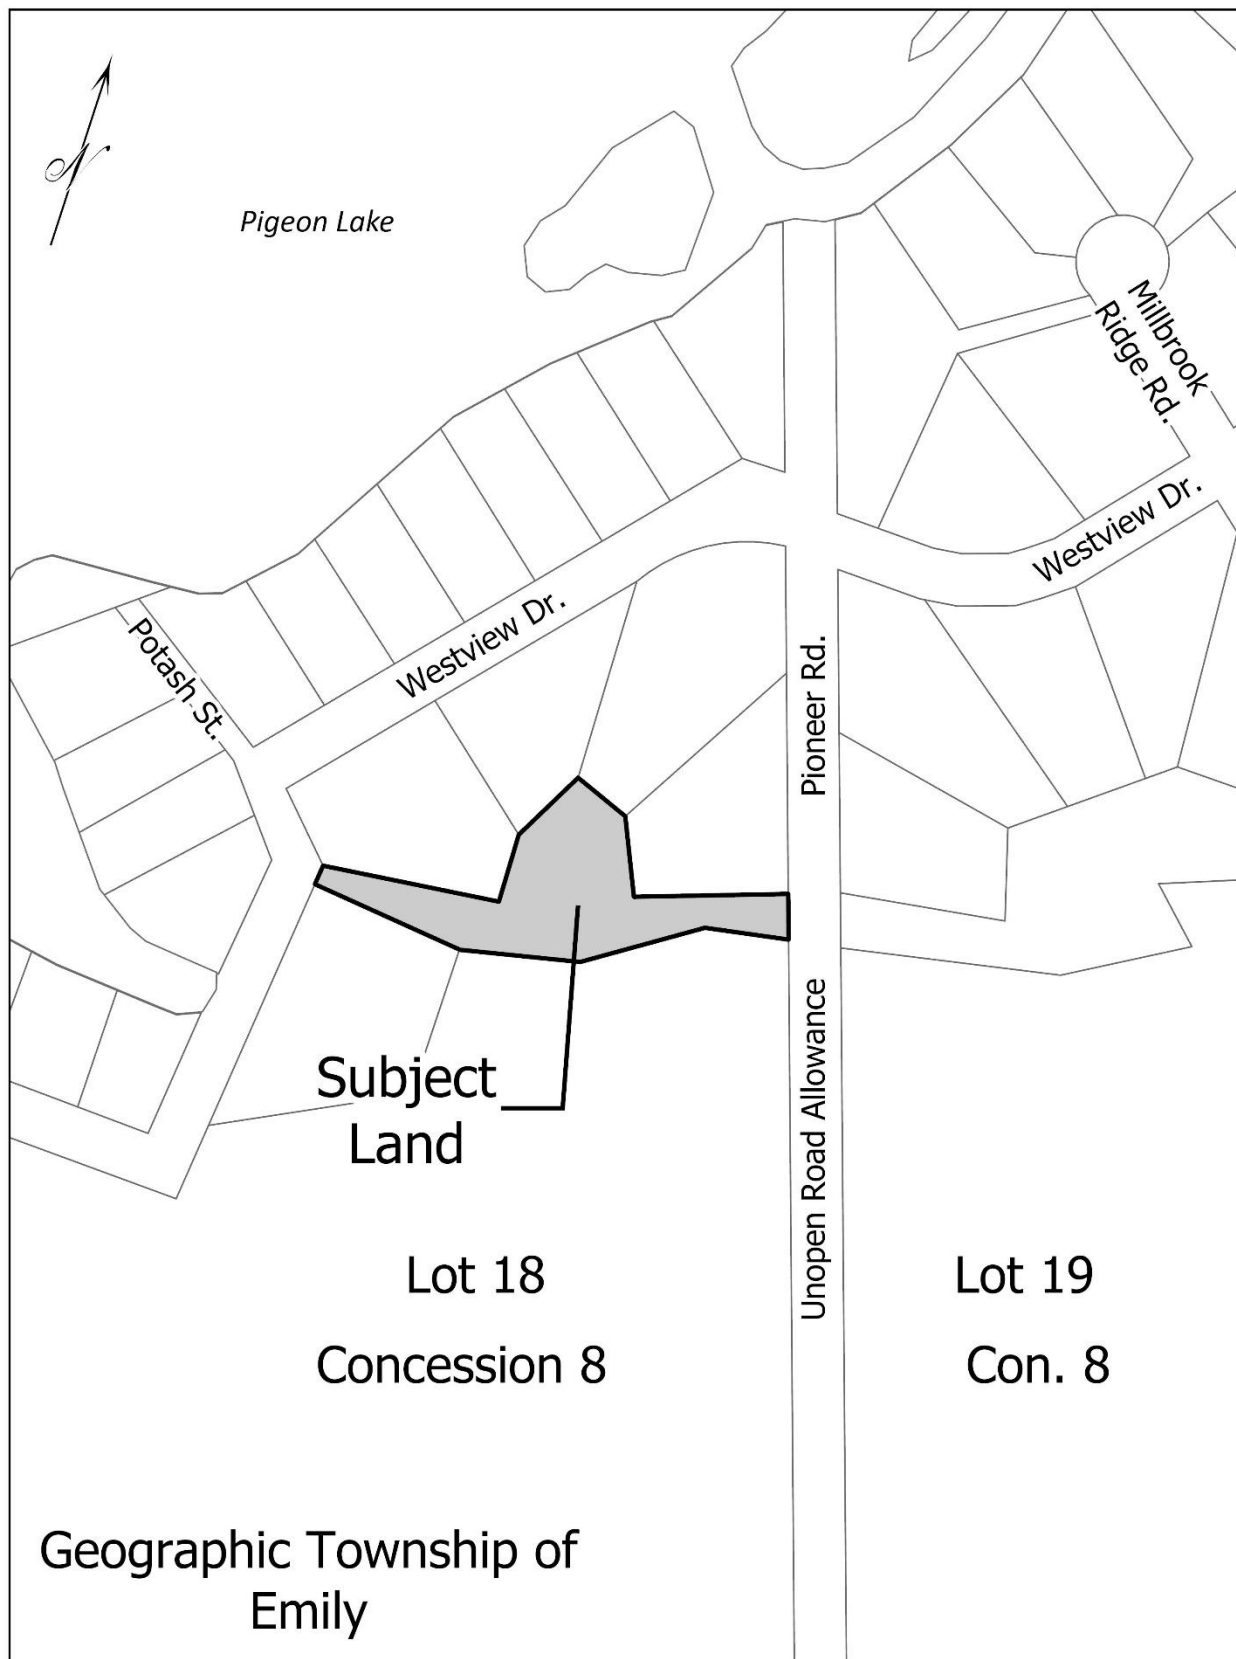 N
Pigeon Lake
Millbrook
Ridge Rd.
Westview Dr.
Westview Dr.
Potash St.
Pioneer Rd.
Unopen Road Allowance
Subject
Land
Lot 18
Concession 8
Lot 19
Con. 8
Geographic Township of
Emily